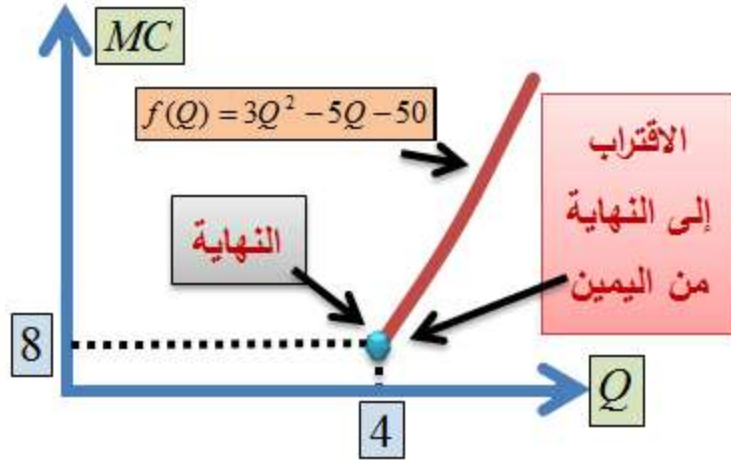 MC
f(Q) = 3Q² − 5Q − 50
الاقتراب
إلى النهاية
من اليمين
النهاية
8
4
Q